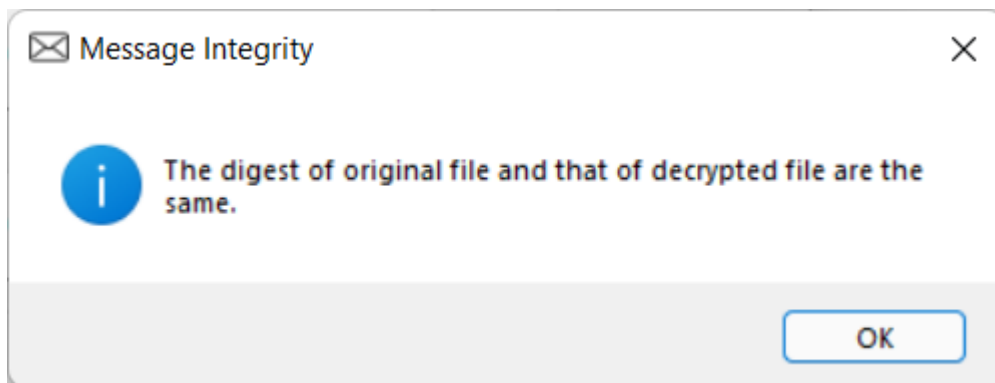 Message Integrity
The digest of original file and that of decrypted file are the
same.
OK